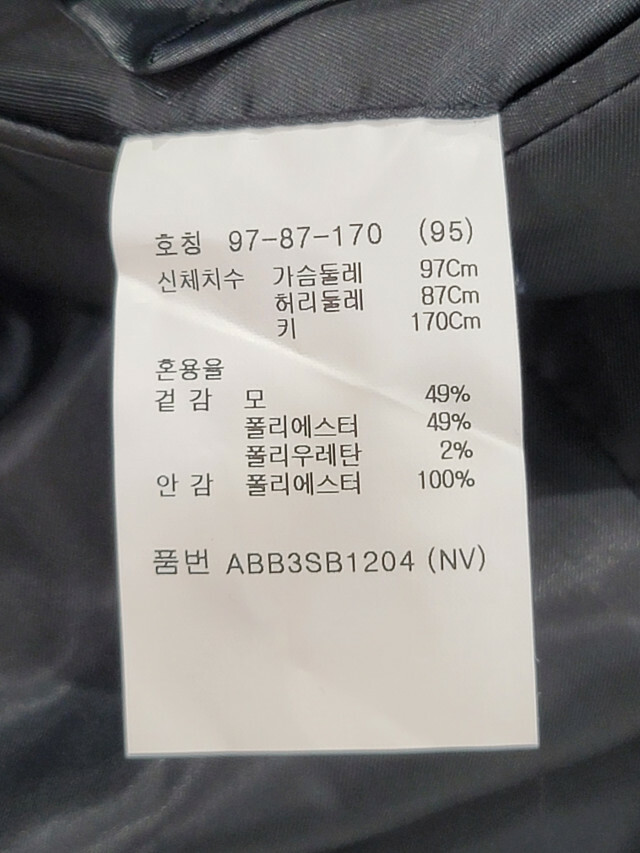 호칭 97-87-170 (95)
신체치수 가슴둘레 97Cm
허리둘레 87Cm
키 170Cm
혼용율
겉 감 모 49%
폴리에스터 49%
폴리우레탄 2%
안 감 폴리에스터 100%
품번 ABB3SB1204 (NV)